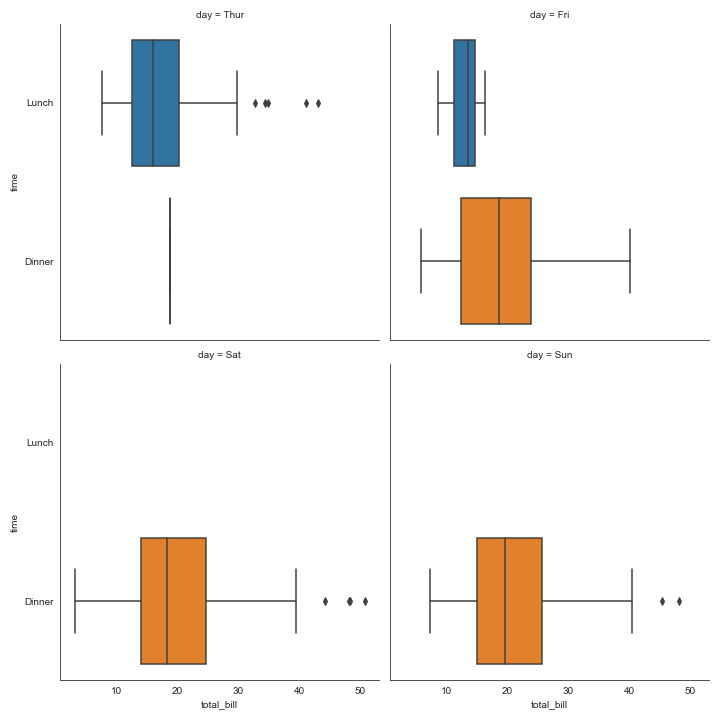 day = Thur
day = Fri
Lunch
time
Dinner
day = Sat
day = Sun
Lunch
time
Dinner
10 20 30 40 50
10 20 30 40 50
total_bill
total_bill